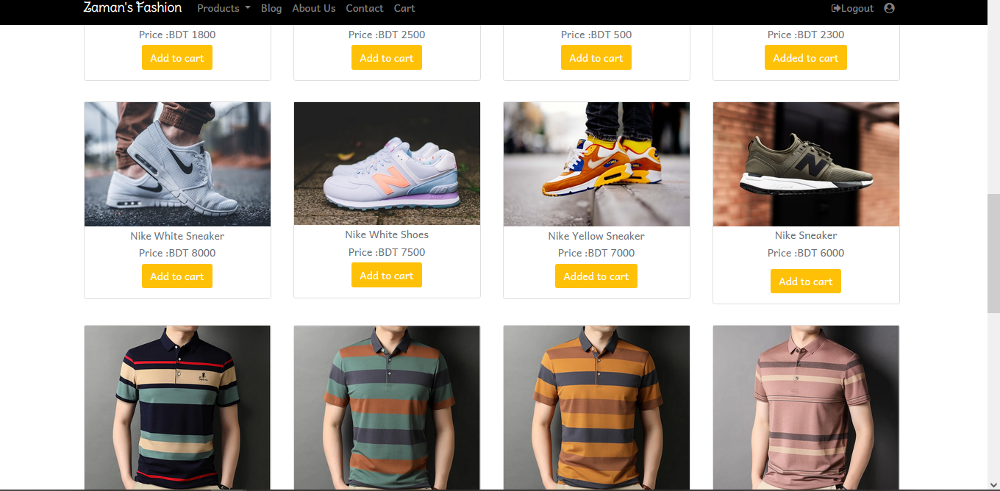 Zaman's Fashion Products Blog About Us Contact Cart Logout
Price :BDT 1800 Price :BDT 2500 Price :BDT 500 Price :BDT 2300
Add to cart Add to cart Add to cart Added to cart
N
Nike White Sneaker Nike White Shoes Nike Yellow Sneaker Nike Sneaker
Price :BDT 8000 Price :BDT 7500 Price :BDT 7000 Price :BDT 6000
Add to cart Add to cart Added to cart Add to cart